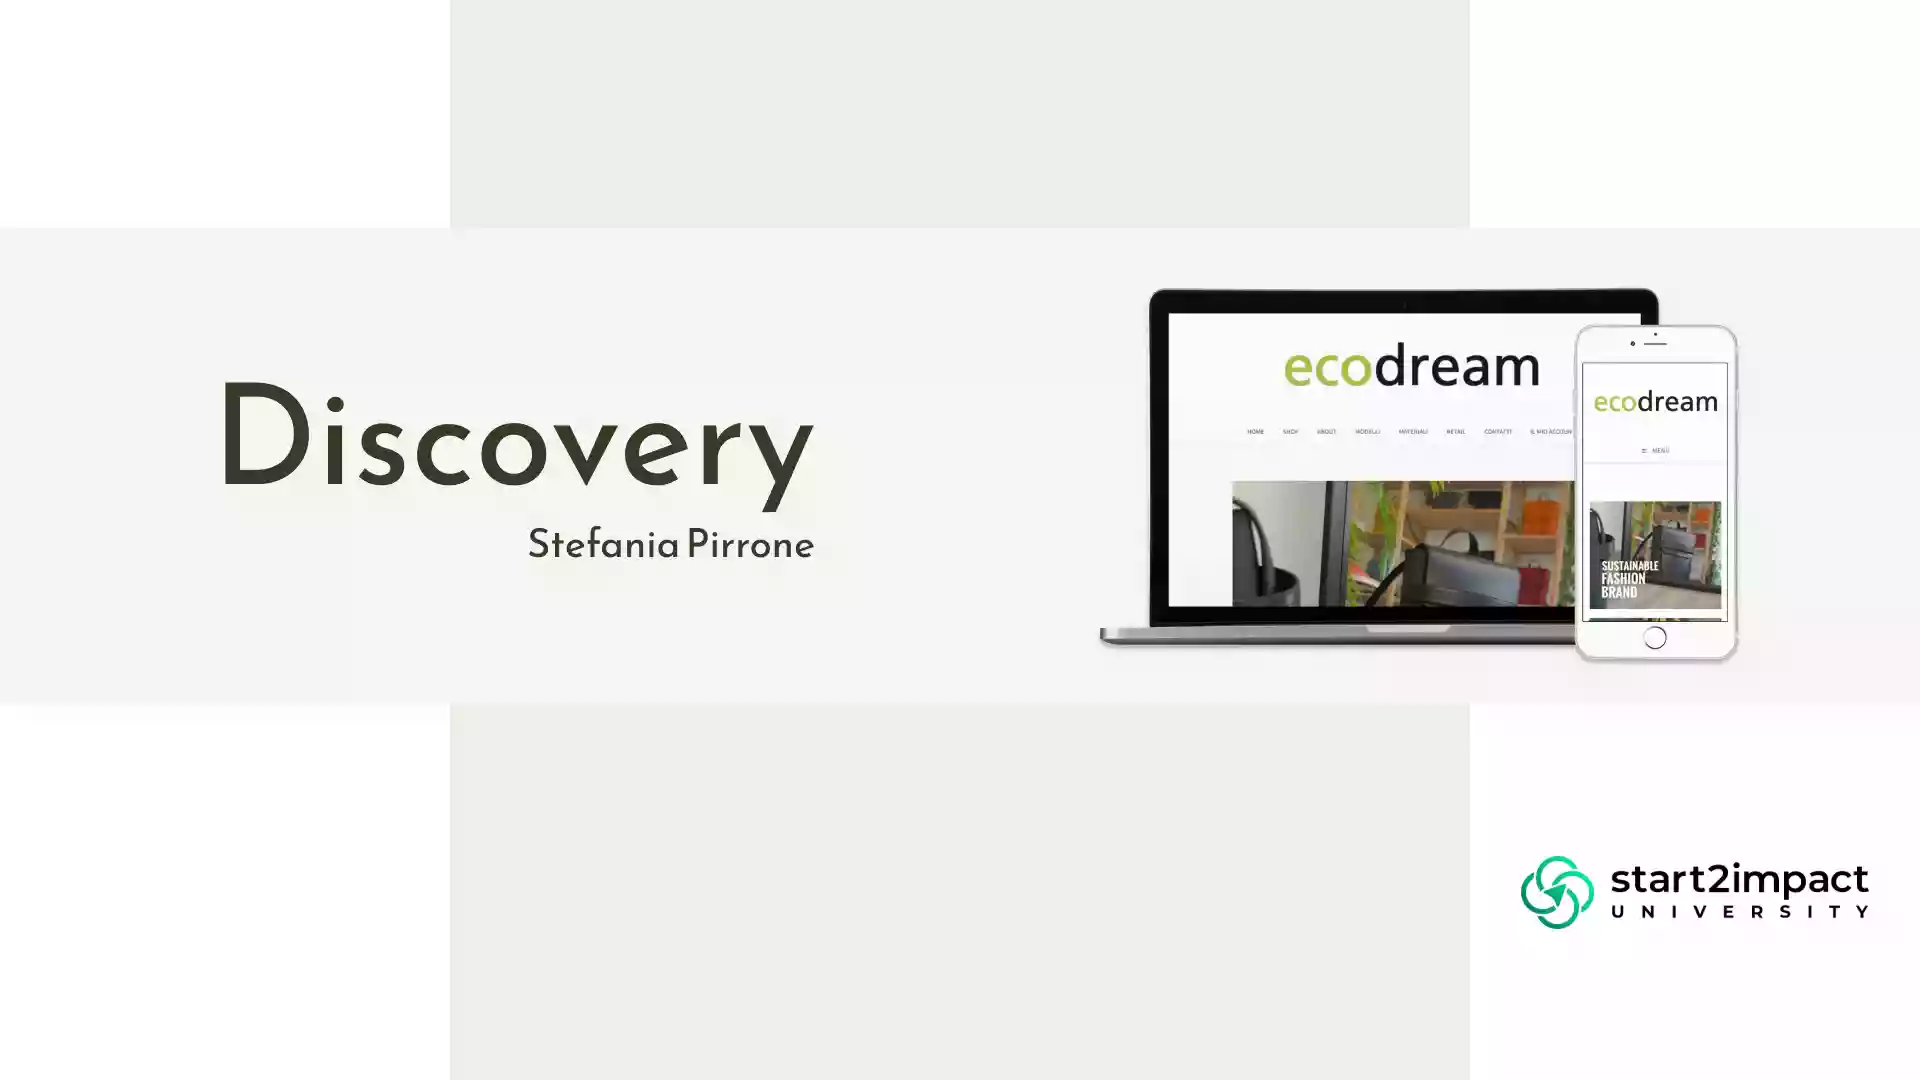 Discovery
Stefania Pirrone
ecodream
HOME SHOP ABOUT MODELLI MATERIALI RETAIL CONTATTI IL MIO ACCOUN
ecodream
MENU
SUSTAINABLE
FASHION
BRAND
start2impact
UNIVERSITY